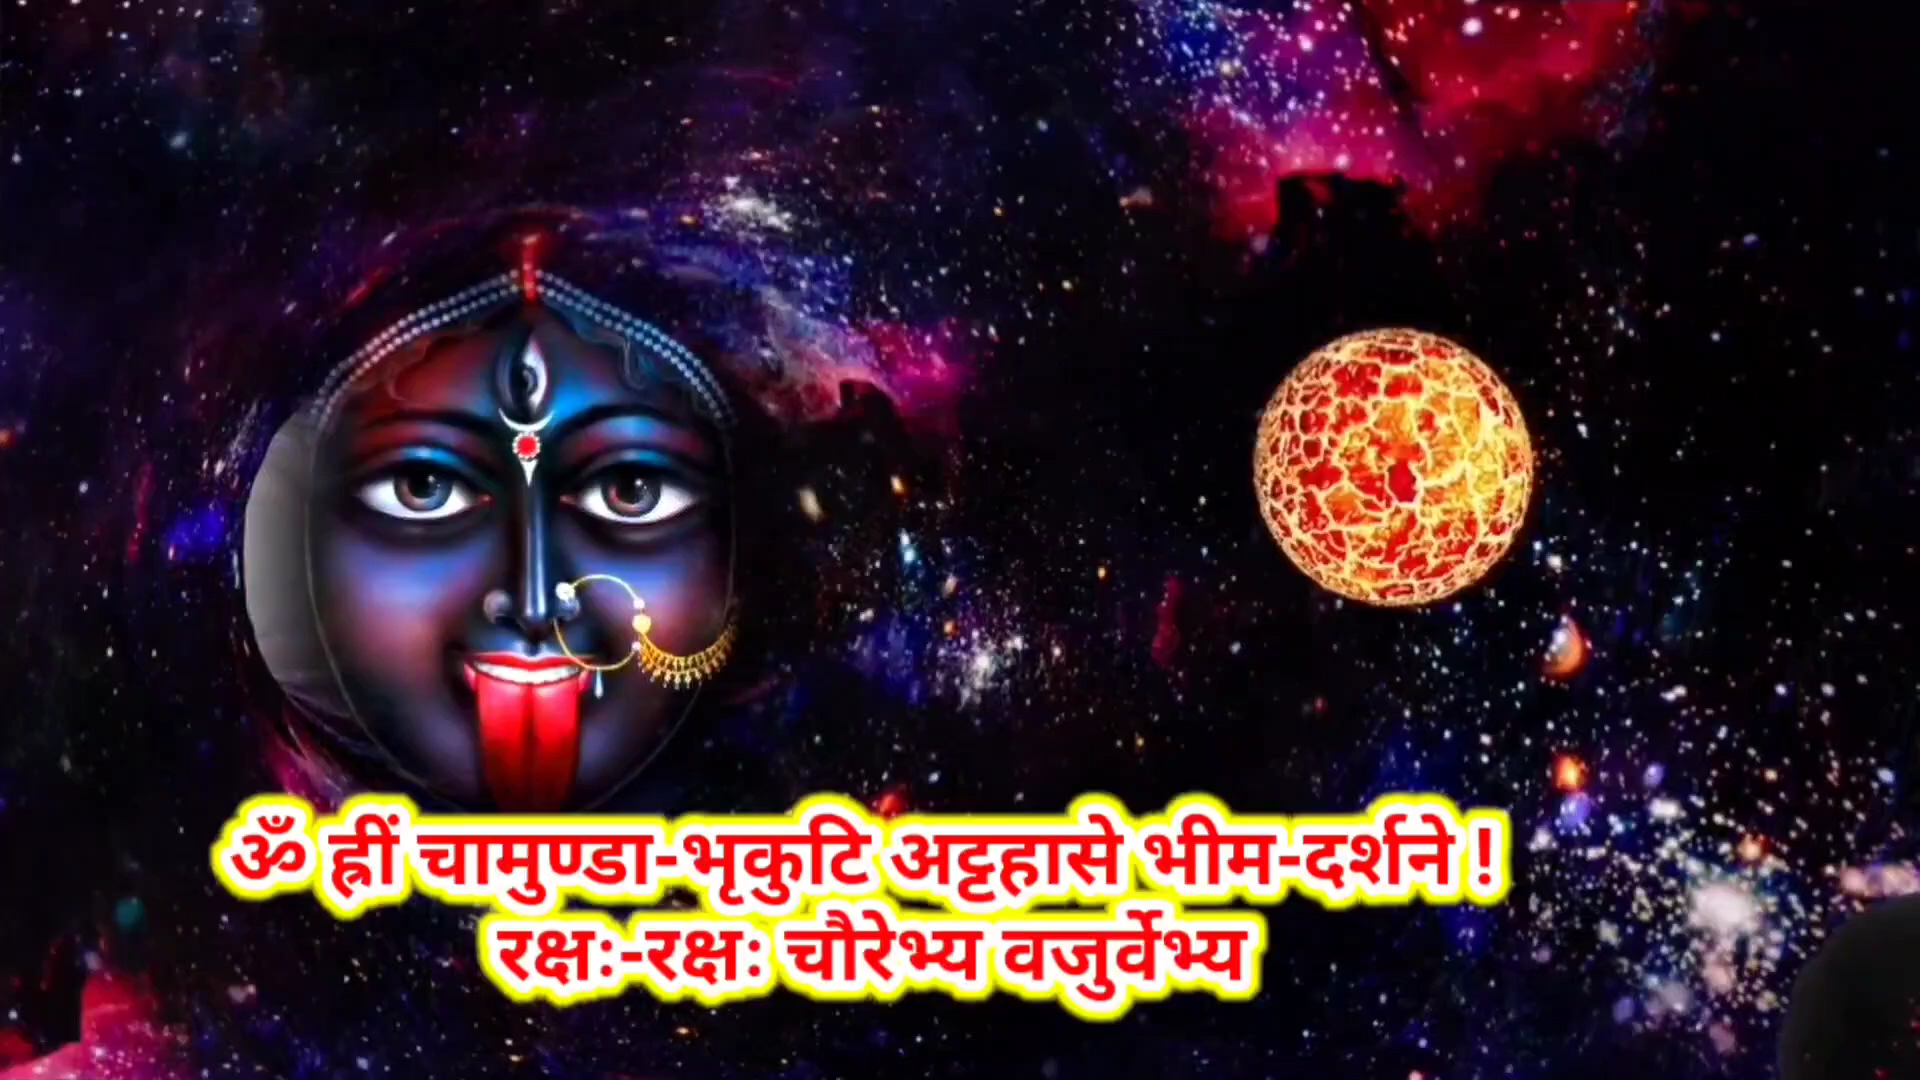 ॐ ह्रीं चामुण्डा-भृकुटि अट्टहासे भीम-दर्शने !
रक्षः-रक्षः चौरेभ्य वजुर्वेभ्य